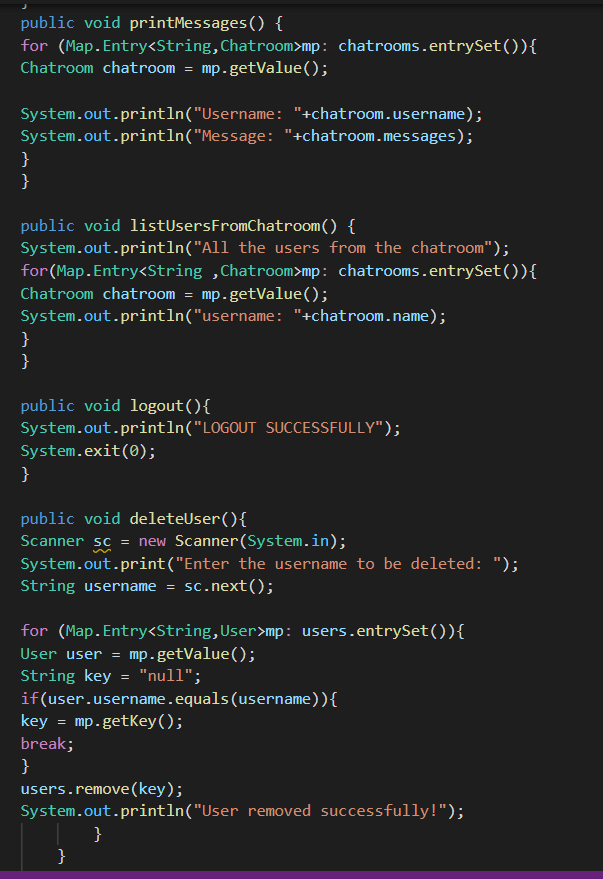 }
public void printMessages() {
for (Map.Entry<String,Chatroom>mp: chatrooms.entrySet()){
Chatroom chatroom = mp.getValue();
System.out.println("Username: "+chatroom.username);
System.out.println("Message: "+chatroom.messages);
}
}
public void listUsersFromChatroom() {
System.out.println("All the users from the chatroom");
for(Map.Entry<String ,Chatroom>mp: chatrooms.entrySet()){
Chatroom chatroom = mp.getValue();
System.out.println("username: "+chatroom.name);
}
}
public void logout(){
System.out.println("LOGOUT SUCCESSFULLY");
System.exit(0);
}
public void deleteUser(){
Scanner sc = new Scanner(System.in);
System.out.print("Enter the username to be deleted: ");
String username = sc.next();
for (Map.Entry<String,User>mp: users.entrySet()){
User user = mp.getValue();
String key = "null";
if(user.username.equals(username)){
key = mp.getKey();
break;
}
users.remove(key);
System.out.println("User removed successfully!");
}
}